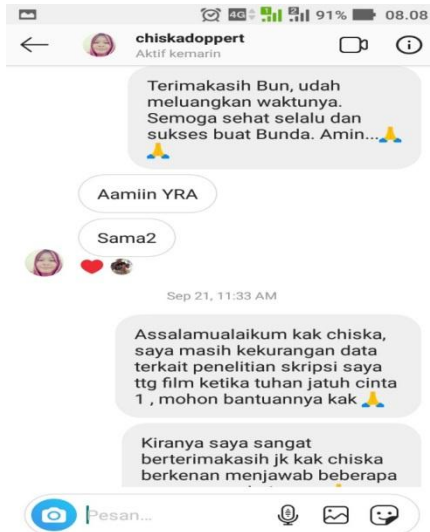 4G 91% 08.08
chiskadoppert
Aktif kemarin
Terimakasih Bun, udah
meluangkan waktunya.
Semoga sehat selalu dan
sukses buat Bunda. Amin...🙏
🙏
Aamiin YRA
Sama2
Sep 21, 11:33 AM
Assalamualaikum kak chiska,
saya masih kekurangan data
terkait penelitian skripsi saya
ttg film ketika tuhan jatuh cinta
1 , mohon bantuannya kak 🙏
Kiranya saya sangat
berterimakasih jk kak chiska
berkenan menjawab beberapa
Pesan...